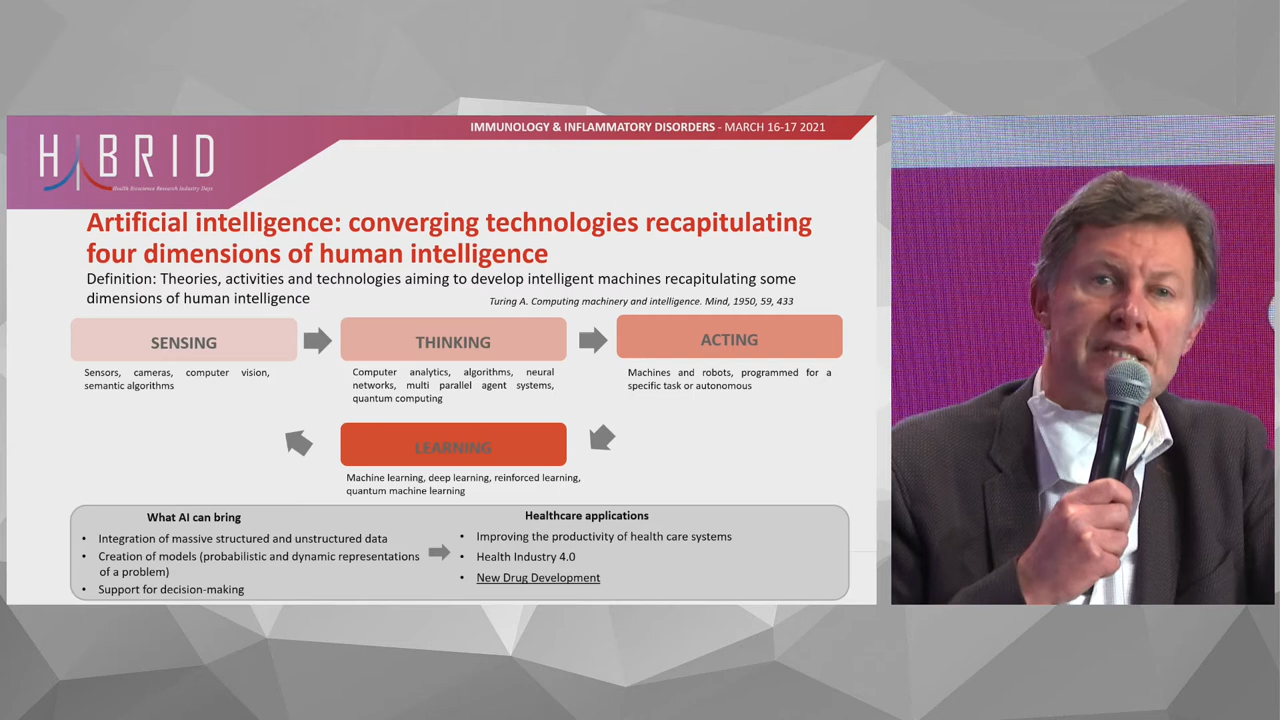 IMMUNOLOGY & INFLAMMATORY DISORDERS - MARCH 16-17 2021
HYBRID
Health Bioscience Research Industry Days
Artificial intelligence: converging technologies recapitulating
four dimensions of human intelligence
Definition: Theories, activities and technologies aiming to develop intelligent machines recapitulating some
dimensions of human intelligence
Turing A. Computing machinery and intelligence. Mind, 1950, 59, 433
SENSING
THINKING
ACTING
Sensors, cameras, computer vision,
semantic algorithms
Computer analytics, algorithms, neural
networks, multi parallel agent systems,
quantum computing
Machines and robots, programmed for a
specific task or autonomous
LEARNING
Machine learning, deep learning, reinforced learning,
quantum machine learning
What AI can bring
• Integration of massive structured and unstructured data
• Creation of models (probabilistic and dynamic representations
of a problem)
• Support for decision-making
Healthcare applications
• Improving the productivity of health care systems
• Health Industry 4.0
• New Drug Development